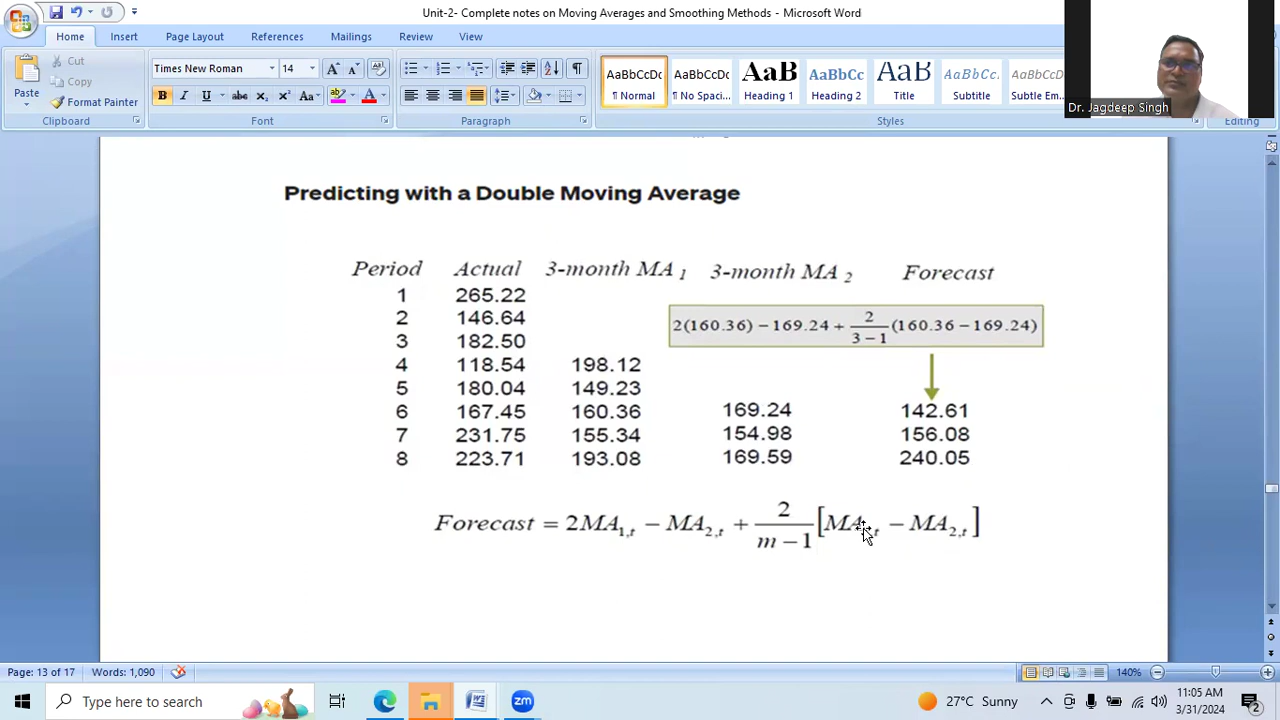 Unit-2- Complete notes on Moving Averages and Smoothing Methods - Microsoft Word
Home Insert Page Layout References Mailings Review View
Paste
Cut
Copy
Format Painter
Clipboard
Times New Roman 14
B I U abc x₂ x² Aa
Font
Paragraph
AaBbCcDc AaBbCcDc AaB AaBbCc AaB AaBbCc AaBbCcDc
¶ Normal ¶ No Spaci... Heading 1 Heading 2 Title Subtitle Subtle Em...
Styles
Editing
Dr. Jagdeep Singh
Predicting with a Double Moving Average
Period Actual 3-month MA 1 3-month MA 2 Forecast
1 265.22
2 146.64
2(160.36) − 169.24 + 2/(3 − 1) (160.36 − 169.24)
3 182.50
4 118.54 198.12
5 180.04 149.23
6 167.45 160.36 169.24 142.61
7 231.75 155.34 154.98 156.08
8 223.71 193.08 169.59 240.05
Forecast = 2MA1,t − MA2,t + 2/(m − 1) [MA,t − MA2,t]
Page: 13 of 17 Words: 1,090 140%
Type here to search
27°C Sunny
11:05 AM
3/31/2024
2